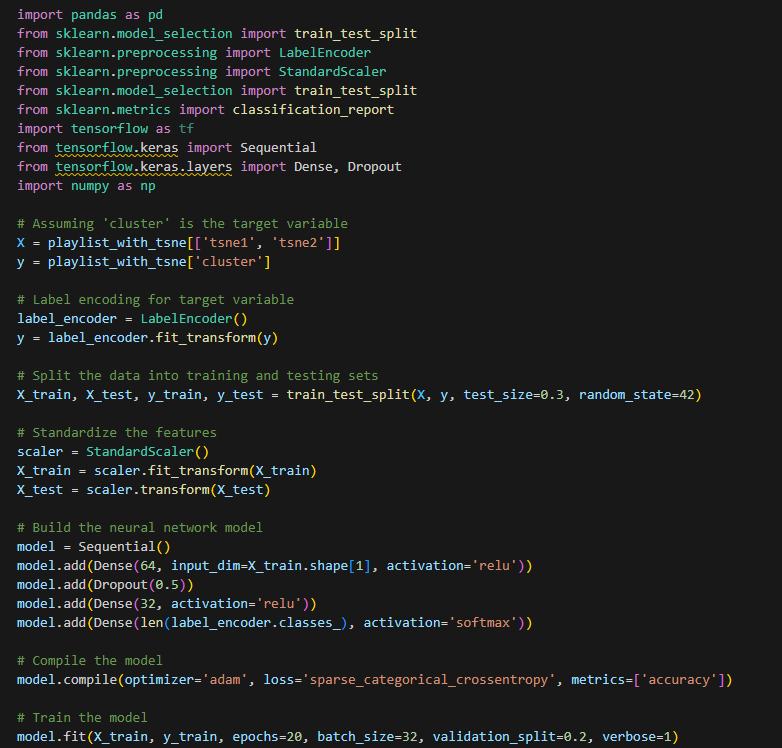 import pandas as pd
from sklearn.model_selection import train_test_split
from sklearn.preprocessing import LabelEncoder
from sklearn.preprocessing import StandardScaler
from sklearn.model_selection import train_test_split
from sklearn.metrics import classification_report
import tensorflow as tf
from tensorflow.keras import Sequential
from tensorflow.keras.layers import Dense, Dropout
import numpy as np

# Assuming 'cluster' is the target variable
X = playlist_with_tsne[['tsne1', 'tsne2']]
y = playlist_with_tsne['cluster']

# Label encoding for target variable
label_encoder = LabelEncoder()
y = label_encoder.fit_transform(y)

# Split the data into training and testing sets
X_train, X_test, y_train, y_test = train_test_split(X, y, test_size=0.3, random_state=42)

# Standardize the features
scaler = StandardScaler()
X_train = scaler.fit_transform(X_train)
X_test = scaler.transform(X_test)

# Build the neural network model
model = Sequential()
model.add(Dense(64, input_dim=X_train.shape[1], activation='relu'))
model.add(Dropout(0.5))
model.add(Dense(32, activation='relu'))
model.add(Dense(len(label_encoder.classes_), activation='softmax'))

# Compile the model
model.compile(optimizer='adam', loss='sparse_categorical_crossentropy', metrics=['accuracy'])

# Train the model
model.fit(X_train, y_train, epochs=20, batch_size=32, validation_split=0.2, verbose=1)